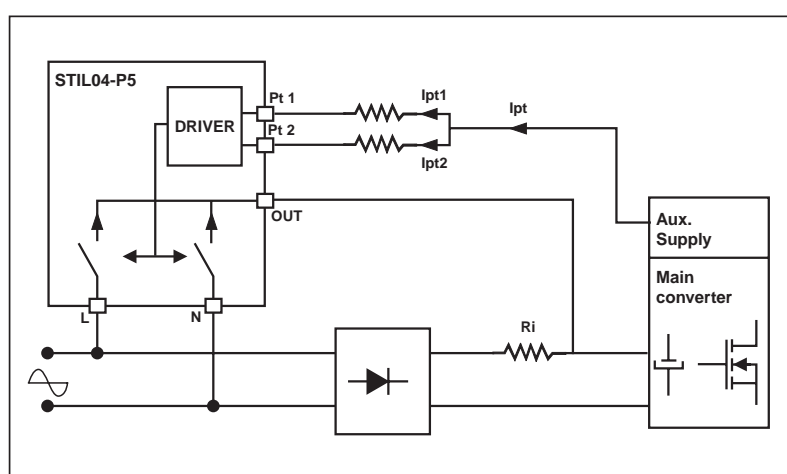 STIL04-P5
Pt 1
Ipt1
Ipt
DRIVER
Pt 2
Ipt2
OUT
Aux.
Supply
Main
converter
L
N
Ri